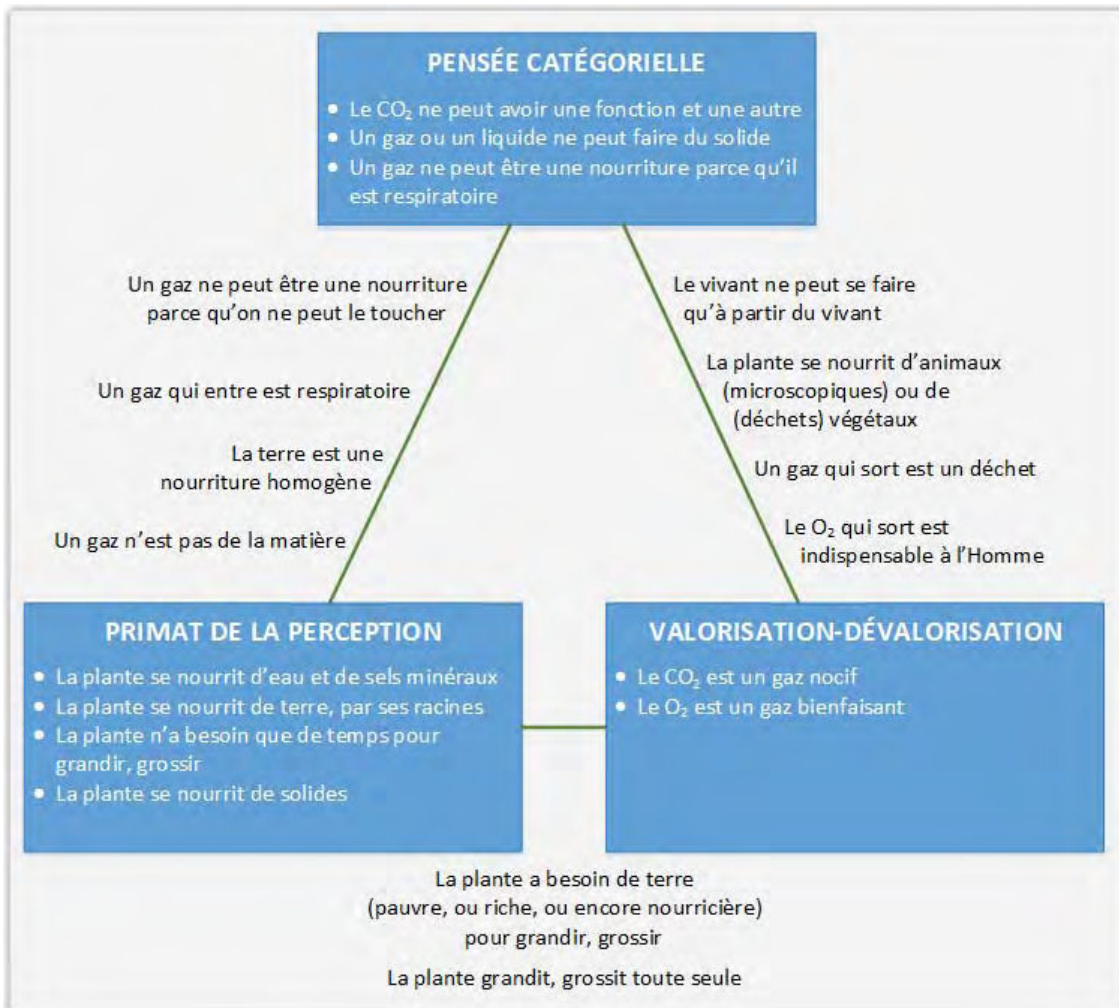 PENSÉE CATÉGORIELLE
• Le CO₂ ne peut avoir une fonction et une autre
• Un gaz ou un liquide ne peut faire du solide
• Un gaz ne peut être une nourriture parce qu'il
est respiratoire
Un gaz ne peut être une nourriture
parce qu'on ne peut le toucher
Un gaz qui entre est respiratoire
La terre est une
nourriture homogène
Un gaz n'est pas de la matière
Le vivant ne peut se faire
qu'à partir du vivant
La plante se nourrit d'animaux
(microscopiques) ou de
(déchets) végétaux
Un gaz qui sort est un déchet
Le O₂ qui sort est
indispensable à l'Homme
PRIMAT DE LA PERCEPTION
• La plante se nourrit d'eau et de sels minéraux
• La plante se nourrit de terre, par ses racines
• La plante n'a besoin que de temps pour
grandir, grossir
• La plante se nourrit de solides
VALORISATION-DÉVALORISATION
• Le CO₂ est un gaz nocif
• Le O₂ est un gaz bienfaisant
La plante a besoin de terre
(pauvre, ou riche, ou encore nourricière)
pour grandir, grossir
La plante grandit, grossit toute seule